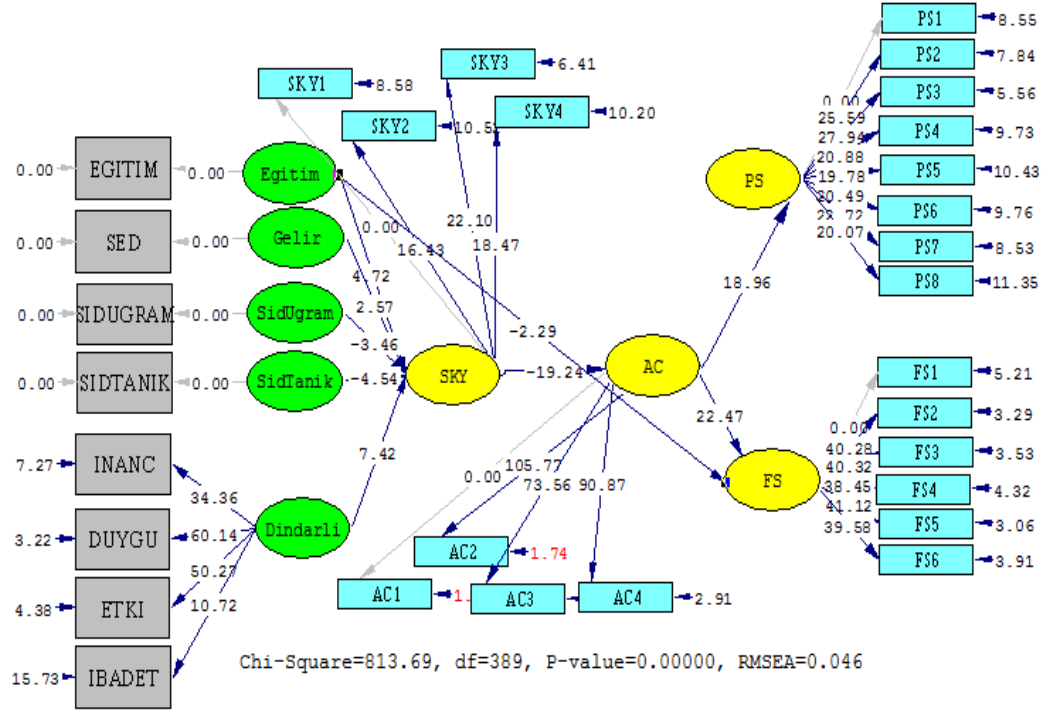 PS1 8.55
SKY3 6.41
PS2 7.84
SKY1 8.58
PS3 5.56
SKY4 10.20
0.00
SKY2 10.5
25.59
PS4 9.73
27.94
EGITIM
0.00 0.00
Egitim
20.88
PS5 10.43
19.78
PS
20.49
PS6 9.76
22.72
20.07
0.00 SED 0.00 Gelir
0.00
22.10
16.43
18.47
PS7 8.53
PS8 11.35
4.72
18.96
2.57
0.00 SIDUGRAM 0.00 SidUgram
-3.46
-2.29
0.00 SIDTANIK 0.00 SidTanik -4.54 SKY -19.24 AC
FS1 5.21
22.47
FS2 3.29
0.00
40.28
FS3 3.53
40.32
7.42
7.27 INANC
34.36
105.77
0.00
73.56 90.87
FS
38.45
FS4 4.32
41.12
FS5 3.06
39.58
3.22 DUYGU 60.14 Dindarli
AC2 1.74
FS6 3.91
50.27
4.38 ETKI
10.72
AC1 1.
AC3 AC4 2.91
15.73 IBADET
Chi-Square=813.69, df=389, P-value=0.00000, RMSEA=0.046